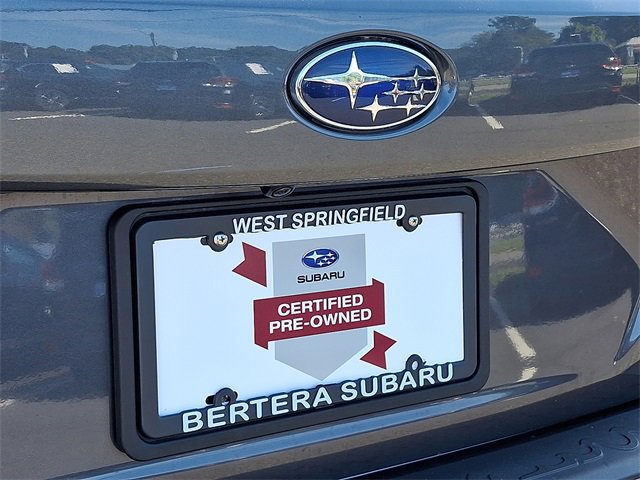 WEST SPRINGFIELD
SUBARU
CERTIFIED
PRE-OWNED
BERTERA SUBARU